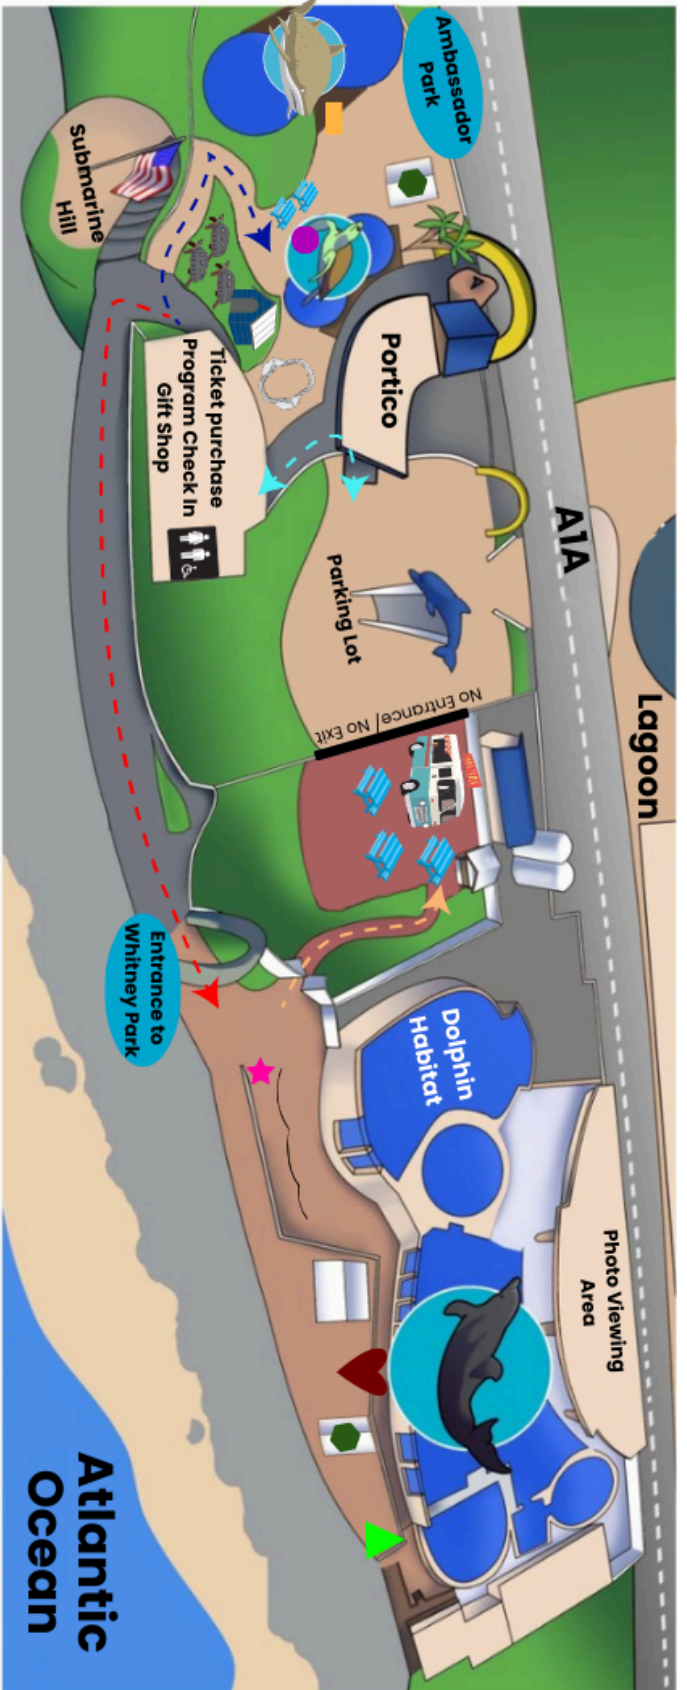 Ambassador
Park
Submarine
Hill
Portico
Ticket purchase
Program Check In
Gift Shop
A1A
Parking Lot
Lagoon
No Entrance/ No Exit
Entrance to
Whitney Park
Dolphin
Habitat
Photo Viewing
Area
Atlantic
Ocean